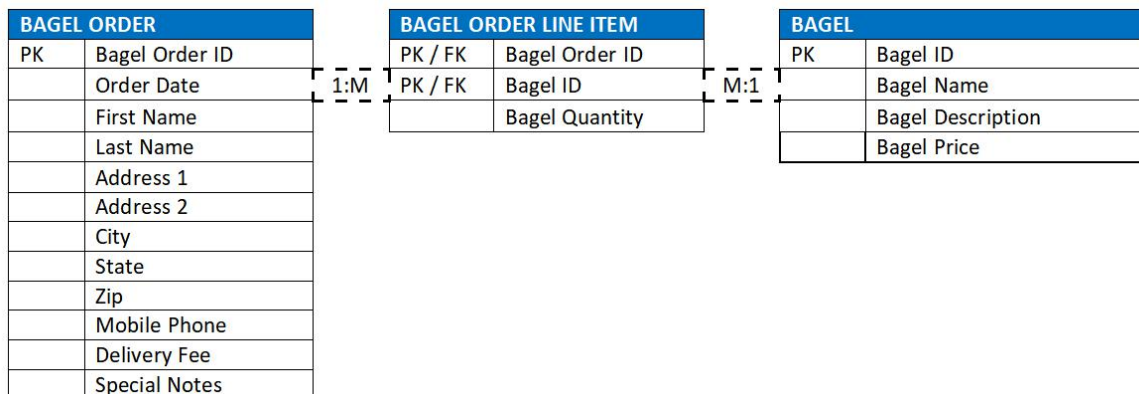 BAGEL ORDER
PK Bagel Order ID
Order Date
First Name
Last Name
Address 1
Address 2
City
State
Zip
Mobile Phone
Delivery Fee
Special Notes
1:M
BAGEL ORDER LINE ITEM
PK / FK Bagel Order ID
PK / FK Bagel ID
Bagel Quantity
M:1
BAGEL
PK Bagel ID
Bagel Name
Bagel Description
Bagel Price